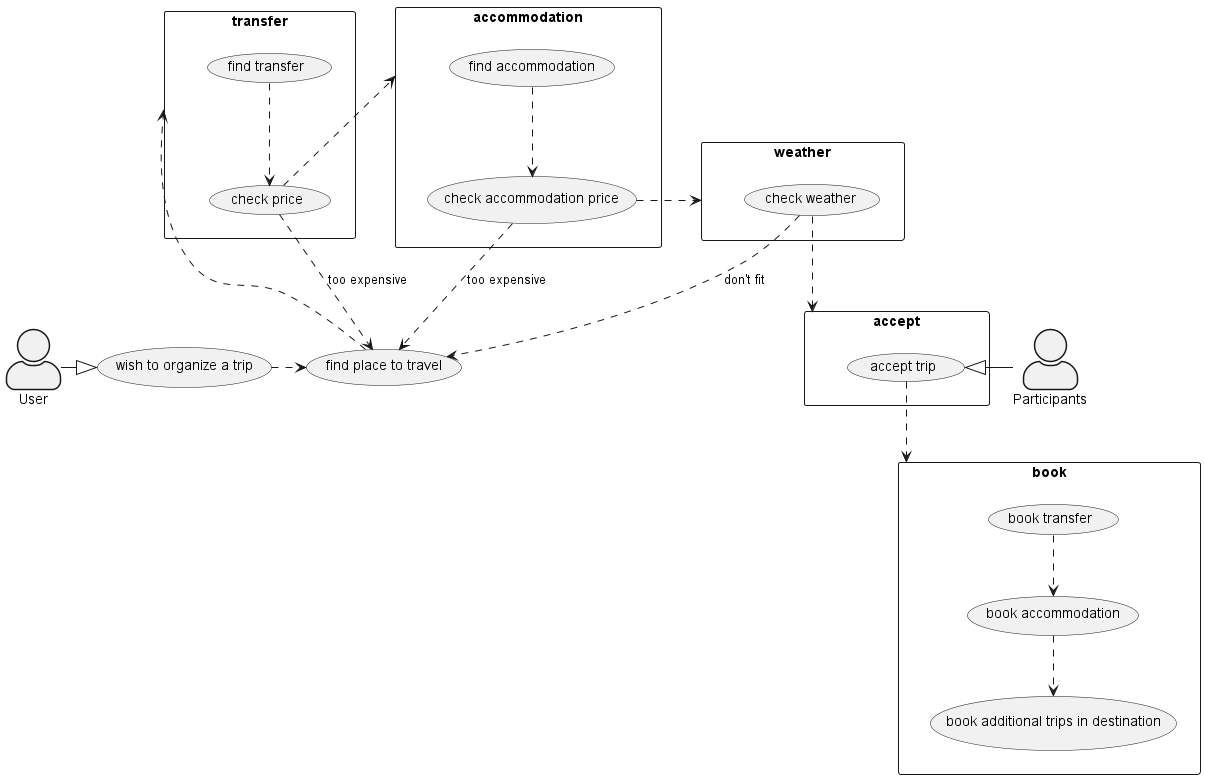 transfer
accommodation
find transfer
find accommodation
weather
check price
check accommodation price
check weather
too expensive
too expensive
don't fit
accept
wish to organize a trip
find place to travel
accept trip
User
Participants
book
book transfer
book accommodation
book additional trips in destination